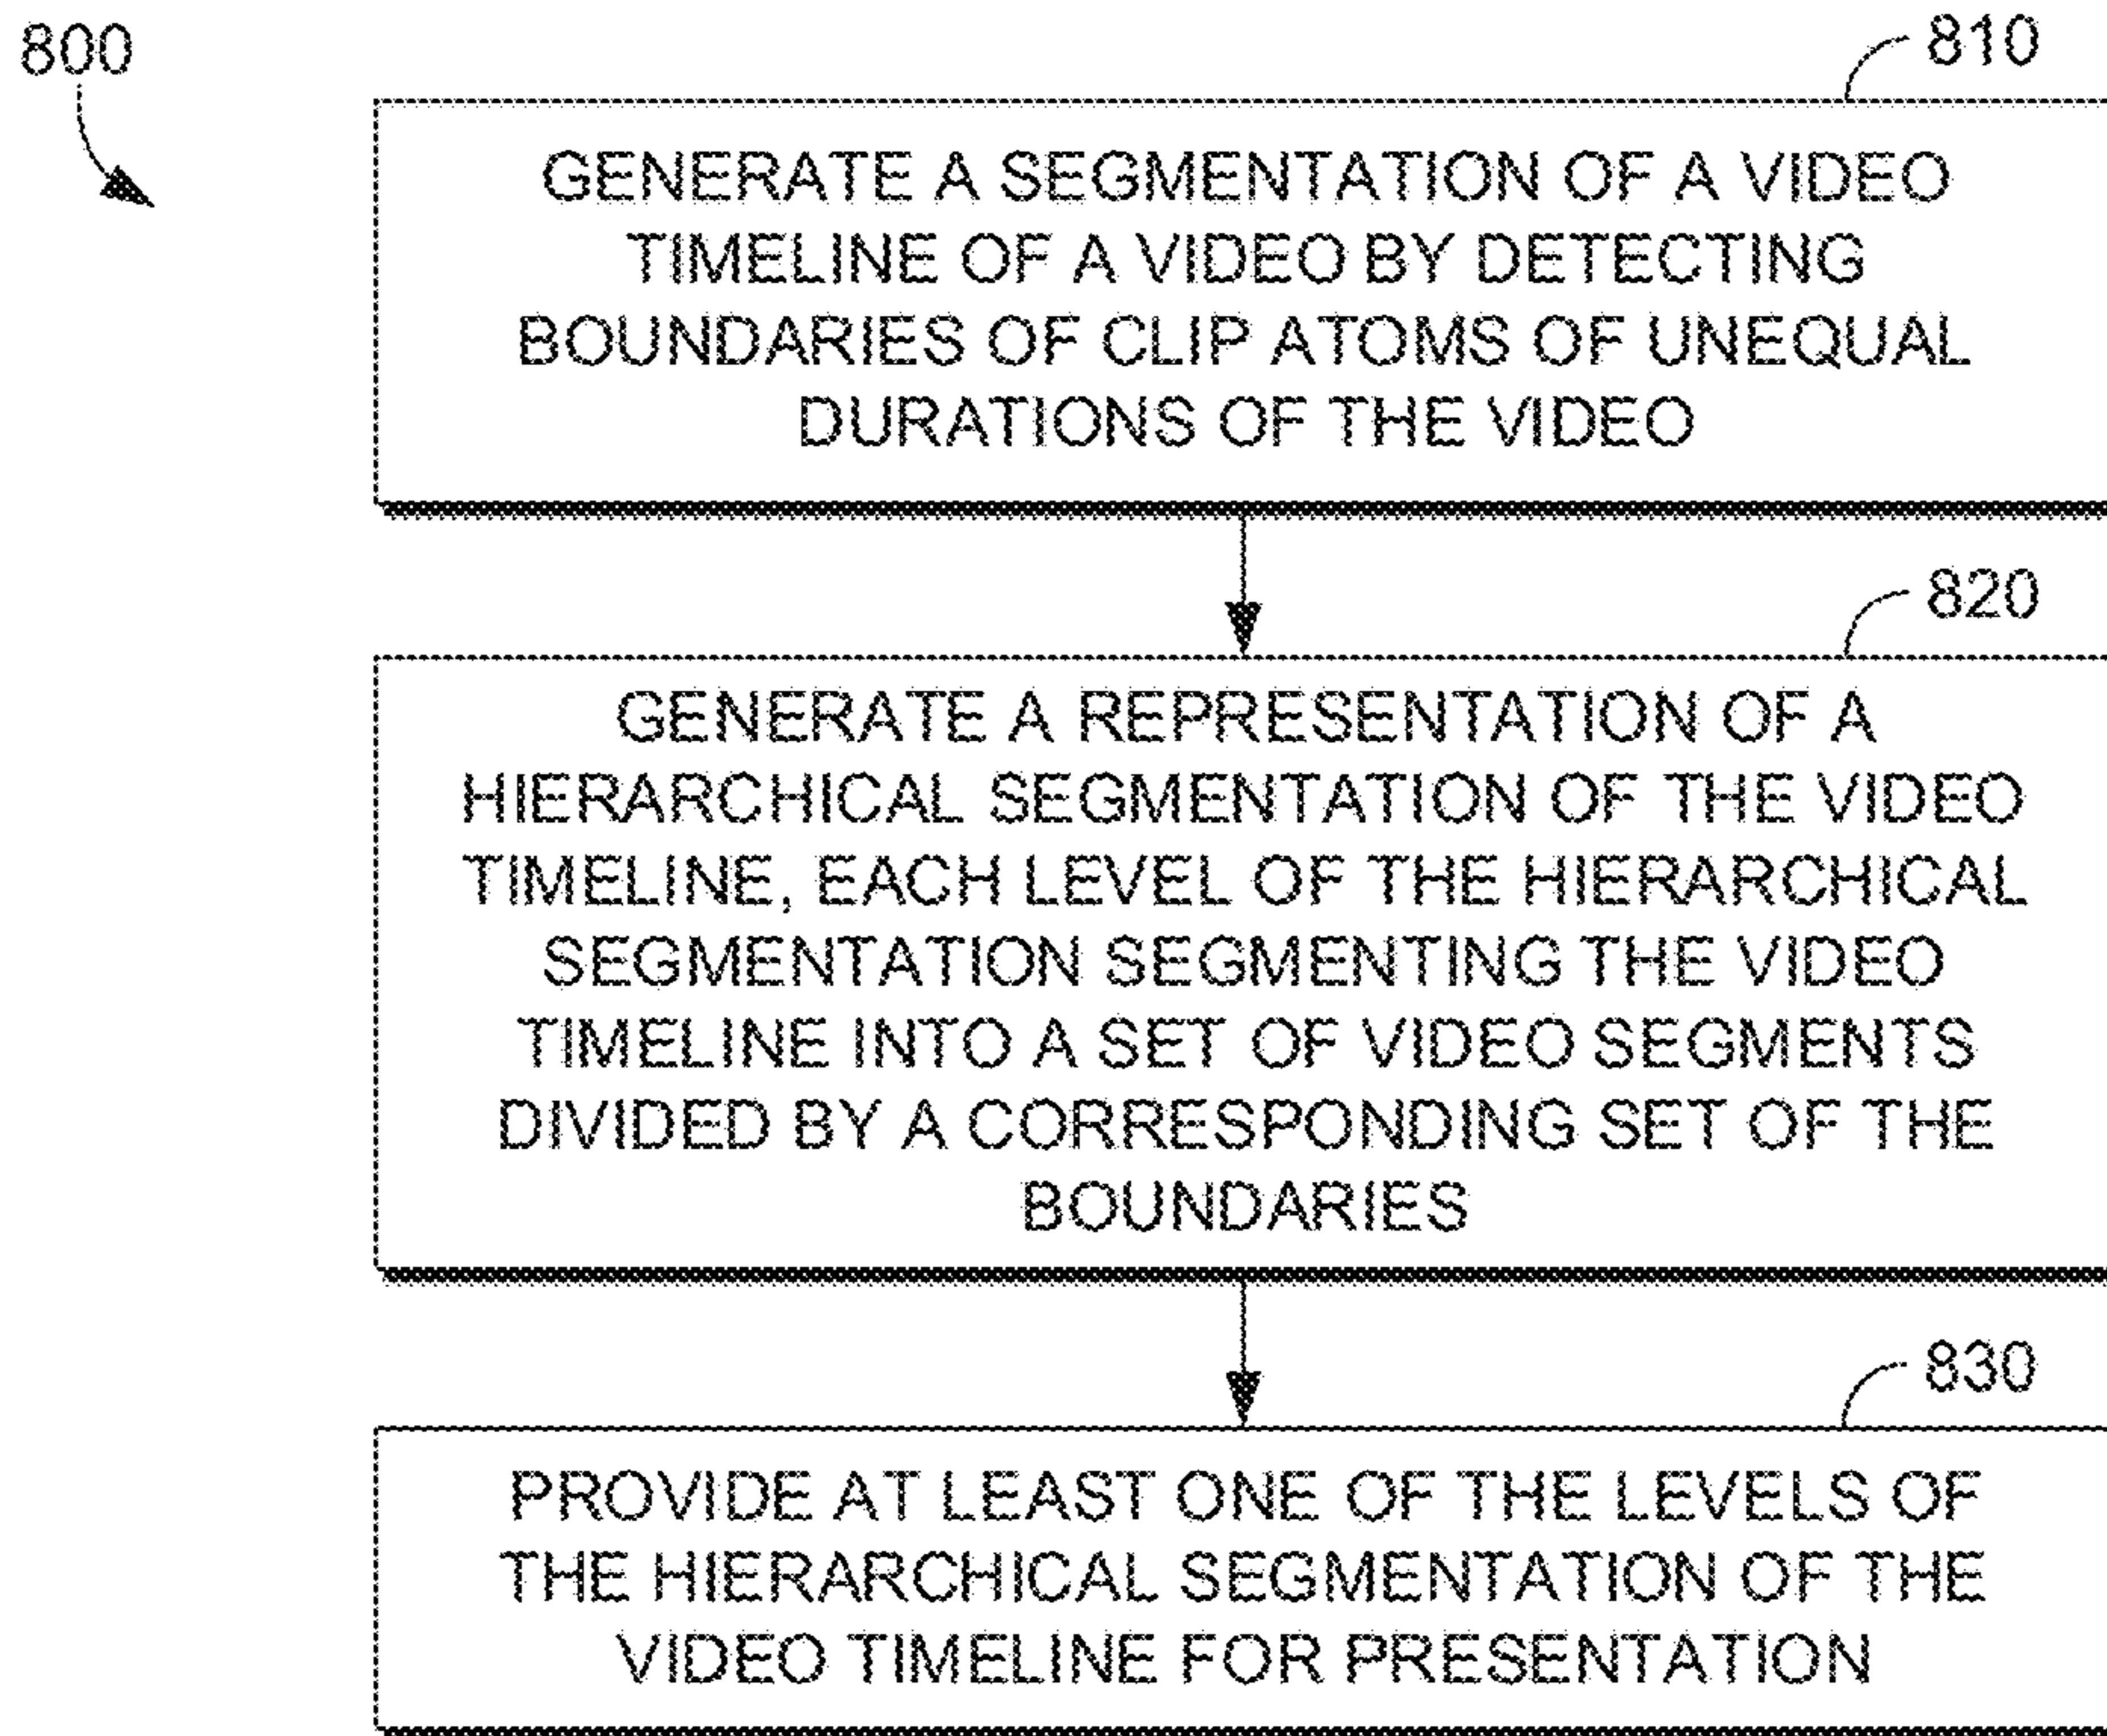 800
810
GENERATE A SEGMENTATION OF A VIDEO
TIMELINE OF A VIDEO BY DETECTING
BOUNDARIES OF CLIP ATOMS OF UNEQUAL
DURATIONS OF THE VIDEO
820
GENERATE A REPRESENTATION OF A
HIERARCHICAL SEGMENTATION OF THE VIDEO
TIMELINE, EACH LEVEL OF THE HIERARCHICAL
SEGMENTATION SEGMENTING THE VIDEO
TIMELINE INTO A SET OF VIDEO SEGMENTS
DIVIDED BY A CORRESPONDING SET OF THE
BOUNDARIES
830
PROVIDE AT LEAST ONE OF THE LEVELS OF
THE HIERARCHICAL SEGMENTATION OF THE
VIDEO TIMELINE FOR PRESENTATION